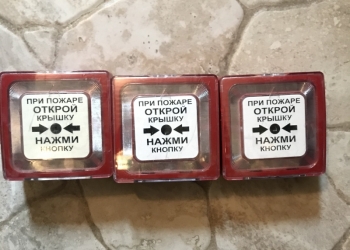 ПРИ ПОЖАРЕ
ОТКРОЙ
КРЫШКУ
НАЖМИ
КНОПКУ
ПРИ ПОЖАРЕ
ОТКРОЙ
КРЫШКУ
НАЖМИ
КНОПКУ
ПРИ ПОЖАРЕ
ОТКРОЙ
КРЫШКУ
НАЖМИ
КНОПКУ